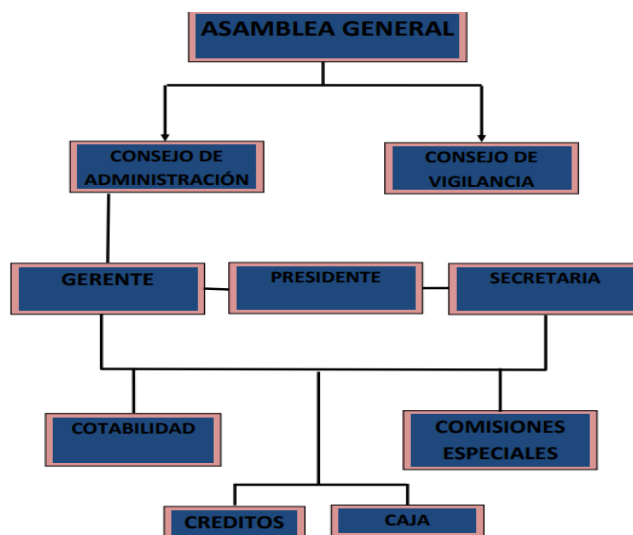 ASAMBLEA GENERAL
CONSEJO DE
ADMINISTRACIÓN
CONSEJO DE
VIGILANCIA
GERENTE
PRESIDENTE
SECRETARIA
COTABILIDAD
COMISIONES
ESPECIALES
CREDITOS
CAJA